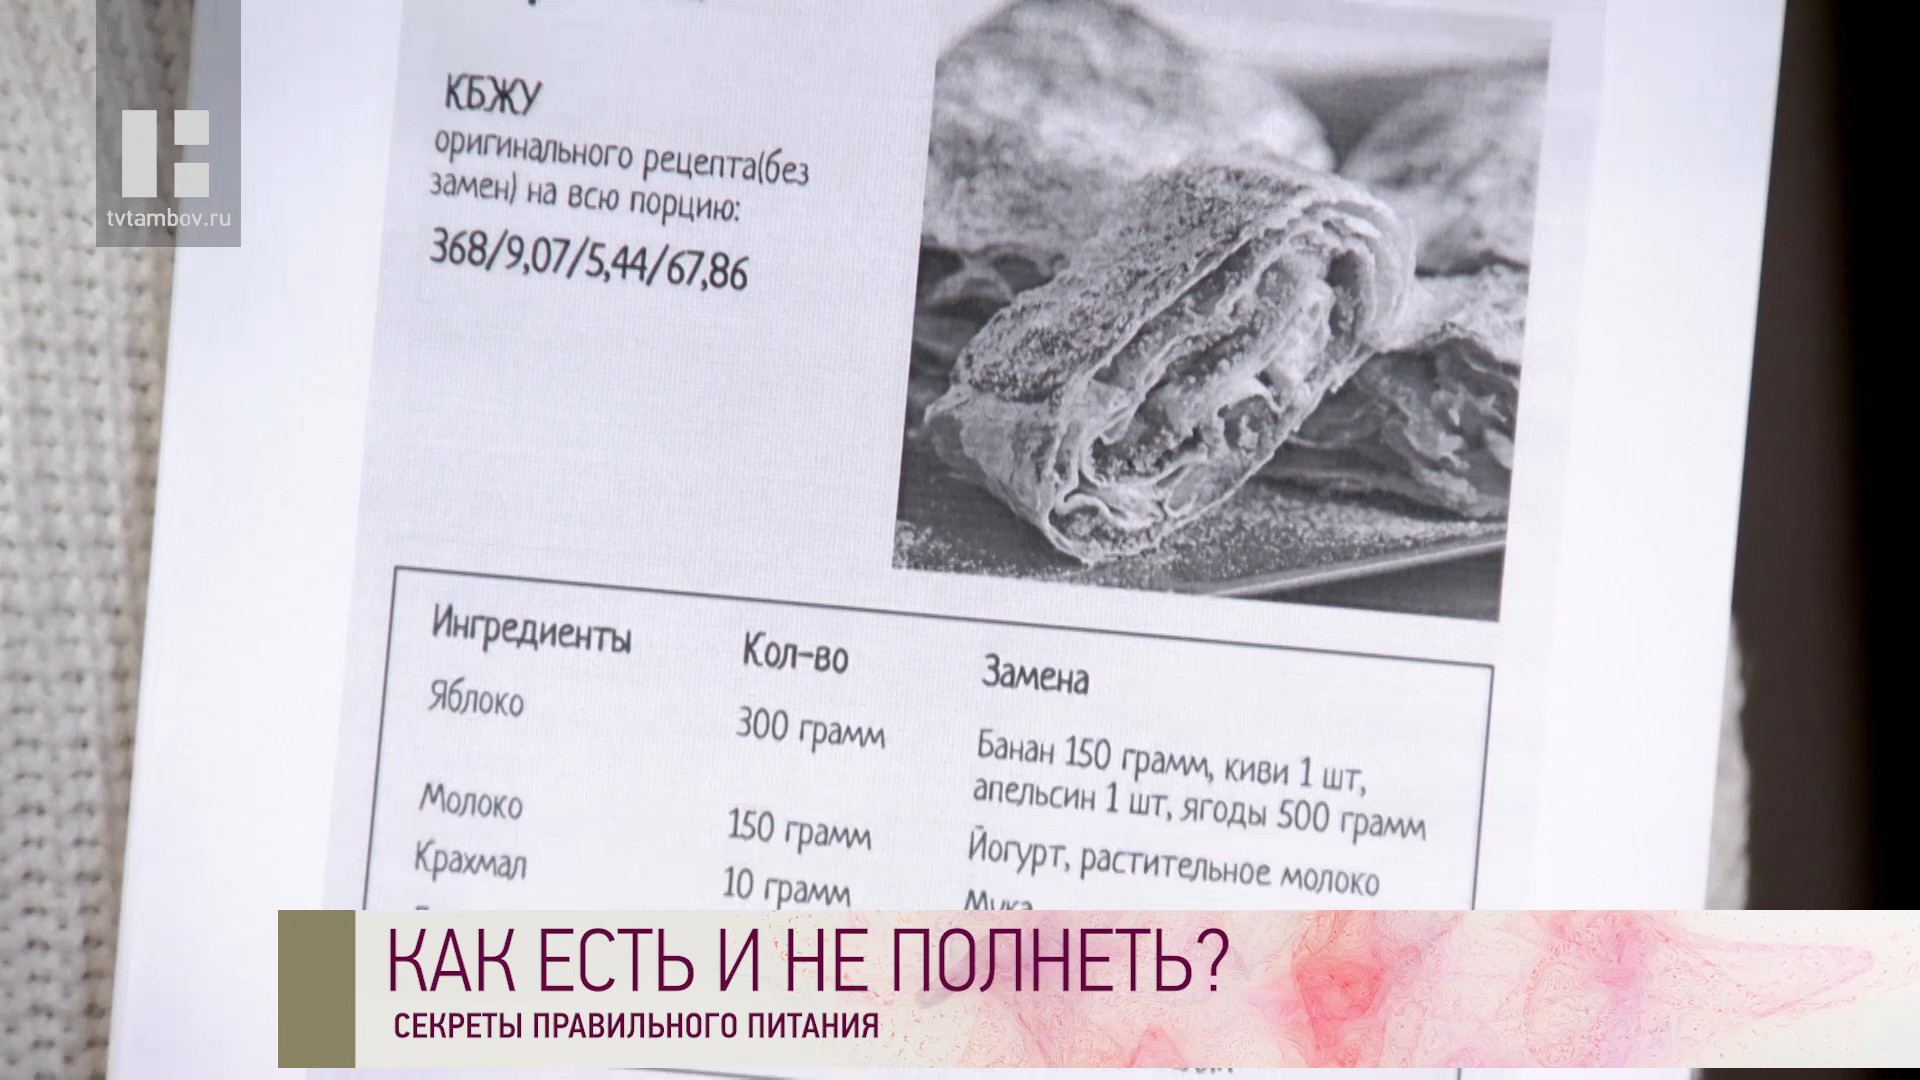 tvtambov.ru
КБЖУ
оригинального рецепта(без
замен) на всю порцию:
368/9,07/5,44/67,86
Ингредиенты Кол-во Замена
Яблоко 300 грамм Банан 150 грамм, киви 1 шт,
апельсин 1 шт, ягоды 500 грамм
Молоко 150 грамм Йогурт, растительное молоко
Крахмал 10 грамм Мука
КАК ЕСТЬ И НЕ ПОЛНЕТЬ?
СЕКРЕТЫ ПРАВИЛЬНОГО ПИТАНИЯ